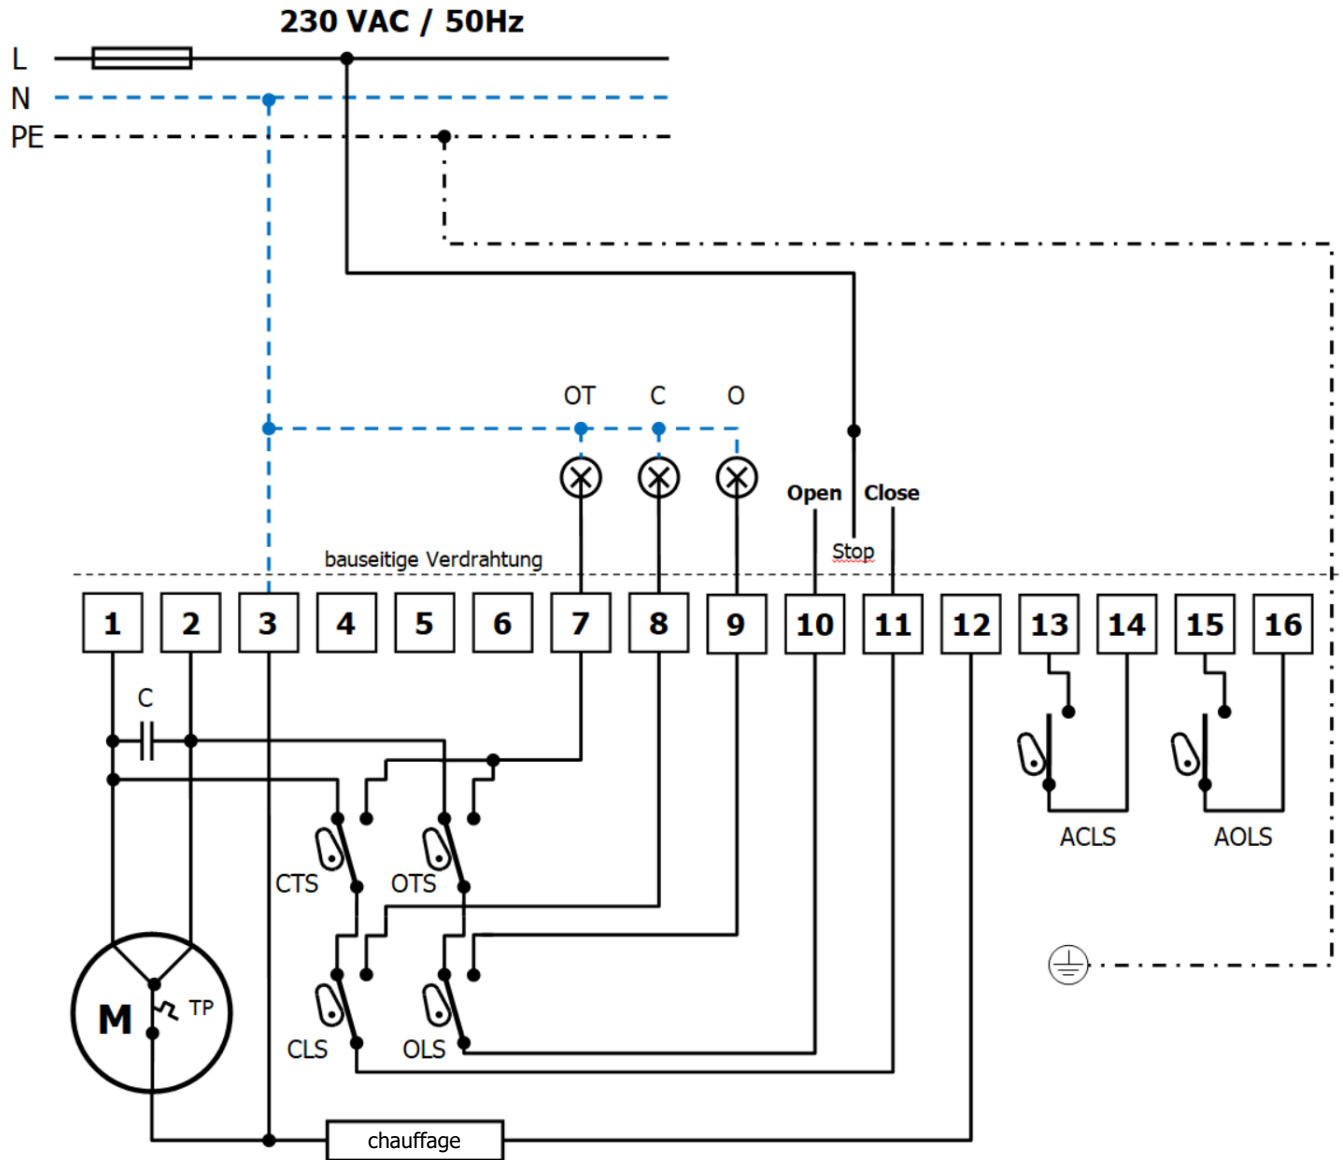 230 VAC / 50Hz
L
N
PE
OT C O
Open Close
Stop
bauseitige Verdrahtung
1 2 3 4 5 6 7 8 9 10 11 12 13 14 15 16
C
ACLS AOLS
CTS OTS
M TP
CLS OLS
chauffage